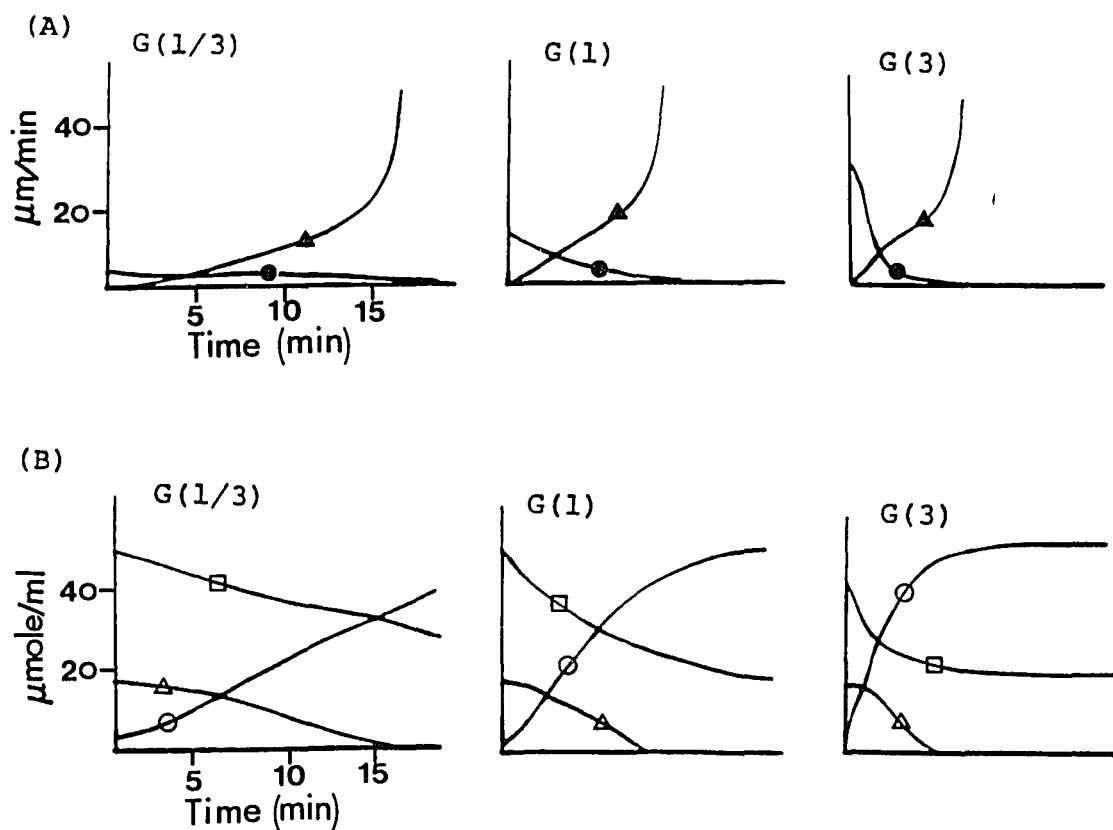 (A)
G(1/3)
G(1)
G(3)
μm/min
40
20
5
10
15
Time (min)
(B)
G(1/3)
G(1)
G(3)
μmole/ml
40
20
5
10
15
Time (min)